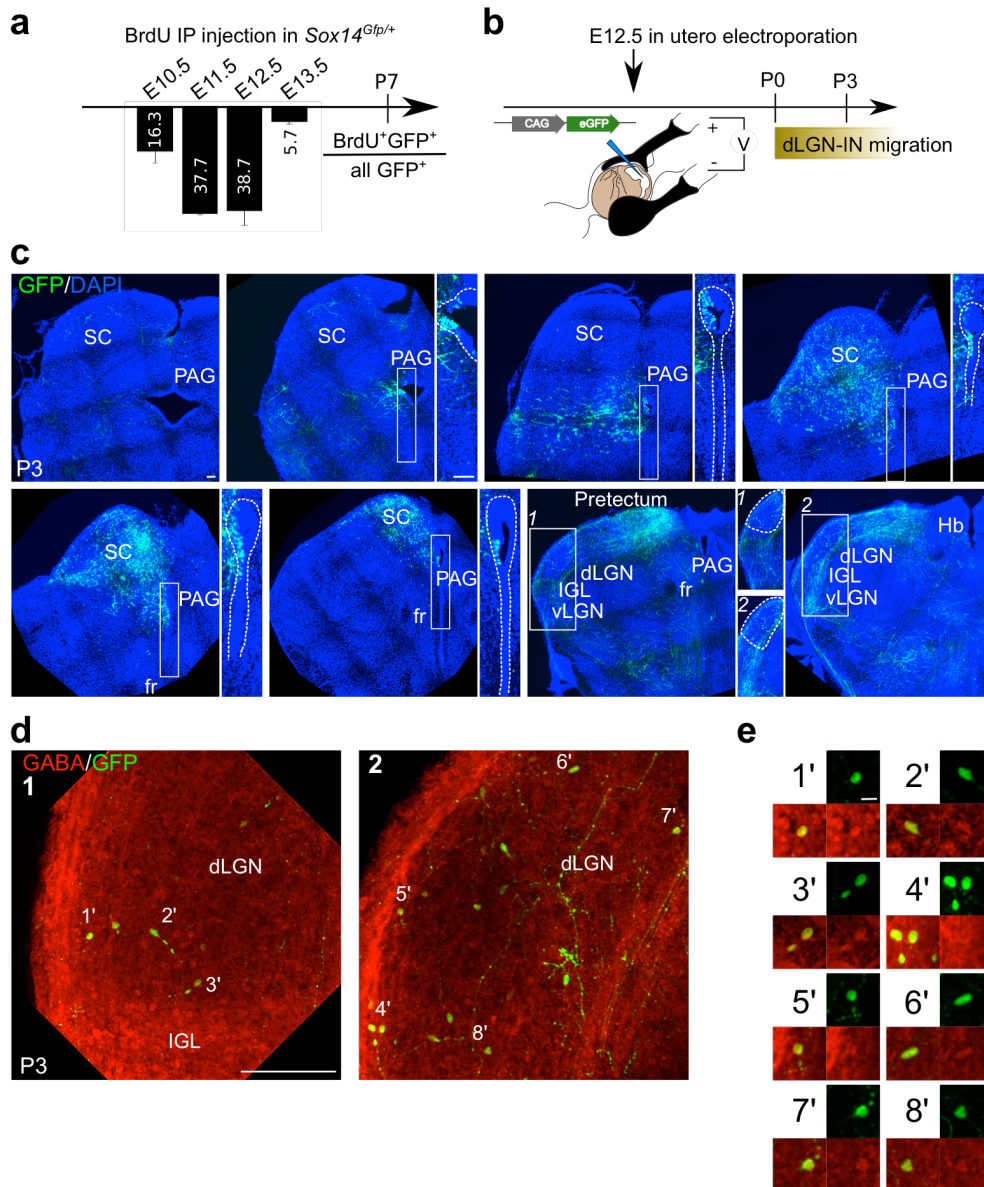 a
BrdU IP injection in Sox14Gfp/+
E10.5
E11.5
E12.5
E13.5
P7
16.3
37.7
38.7
5.7
BrdU+GFP+
all GFP+
b
E12.5 in utero electroporation
P0
P3
CAG
eGFP
+
-
V
dLGN-IN migration
c
GFP/DAPI
SC
PAG
P3
SC
PAG
SC
PAG
SC
PAG
SC
PAG
fr
SC
PAG
fr
Pretectum
1
dLGN
IGL
vLGN
PAG
fr
1
2
2
Hb
dLGN
IGL
vLGN
d
GABA/GFP
1
dLGN
1'
2'
3'
IGL
P3
2
6'
7'
dLGN
5'
4'
8'
e
1'
2'
3'
4'
5'
6'
7'
8'